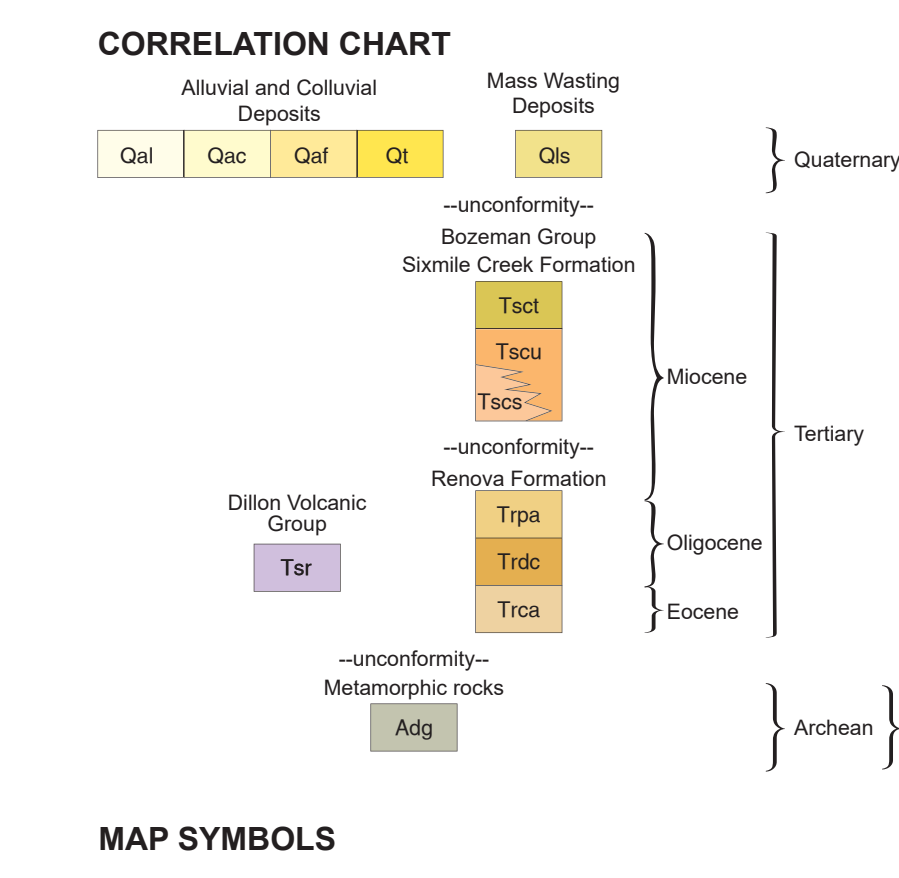 CORRELATION CHART
Alluvial and Colluvial
Deposits
Mass Wasting
Deposits
Qal
Qac
Qaf
Qt
Qls
Quaternary
--unconformity--
Bozeman Group
Sixmile Creek Formation
Tsct
Tscu
Tscs
Miocene
Tertiary
--unconformity--
Renova Formation
Dillon Volcanic
Group
Tsr
Trpa
Trdc
Trca
Oligocene
Eocene
--unconformity--
Metamorphic rocks
Adg
Archean
MAP SYMBOLS